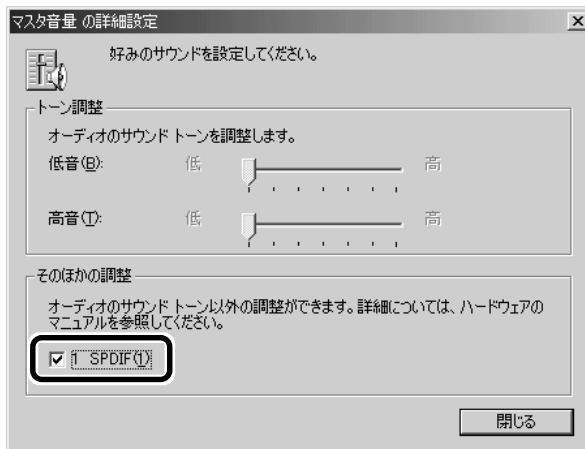 マスタ音量 の詳細設定
好みのサウンドを設定してください。
トーン調整
オーディオのサウンド トーンを調整します。
低音(B): 低 高
高音(T): 低 高
そのほかの調整
オーディオのサウンド トーン以外の調整ができます。詳細については、ハードウェアの
マニュアルを参照してください。
1 SPDIF(1)
閉じる